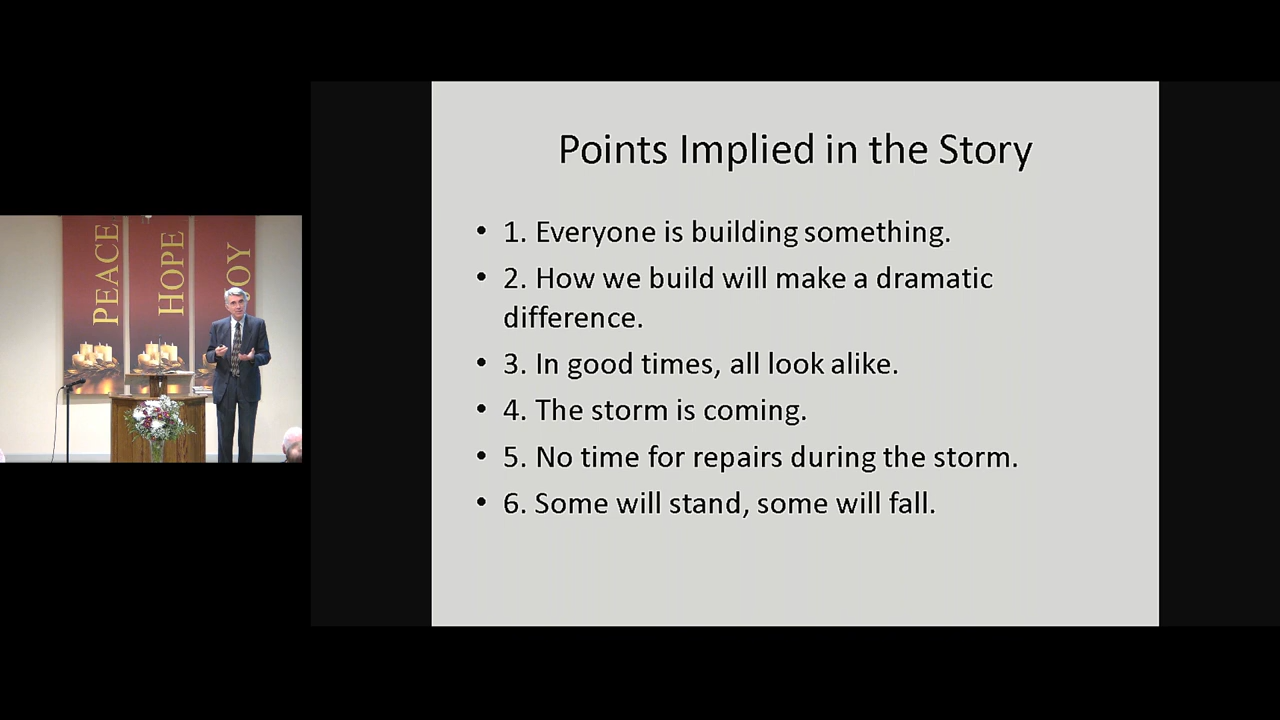 PEACE
HOPE
JOY
Points Implied in the Story
• 1. Everyone is building something.
• 2. How we build will make a dramatic
difference.
• 3. In good times, all look alike.
• 4. The storm is coming.
• 5. No time for repairs during the storm.
• 6. Some will stand, some will fall.